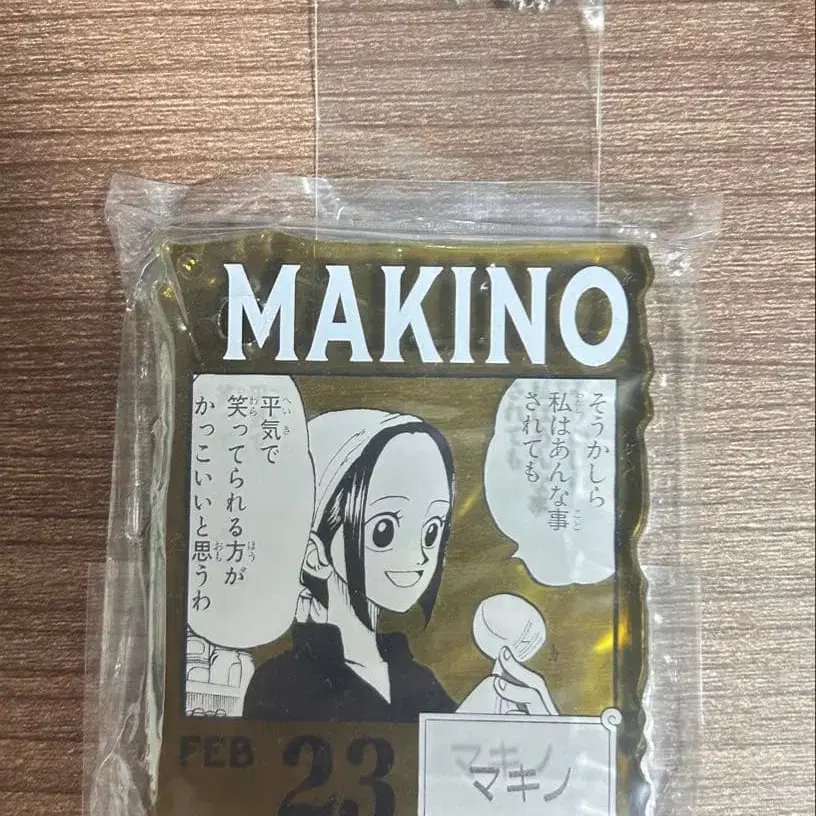 MAKINO
そうかしら
私はあんな事
されても
平気で
笑ってられる方が
かっこいいと思うわ
FEB 23
マキノ